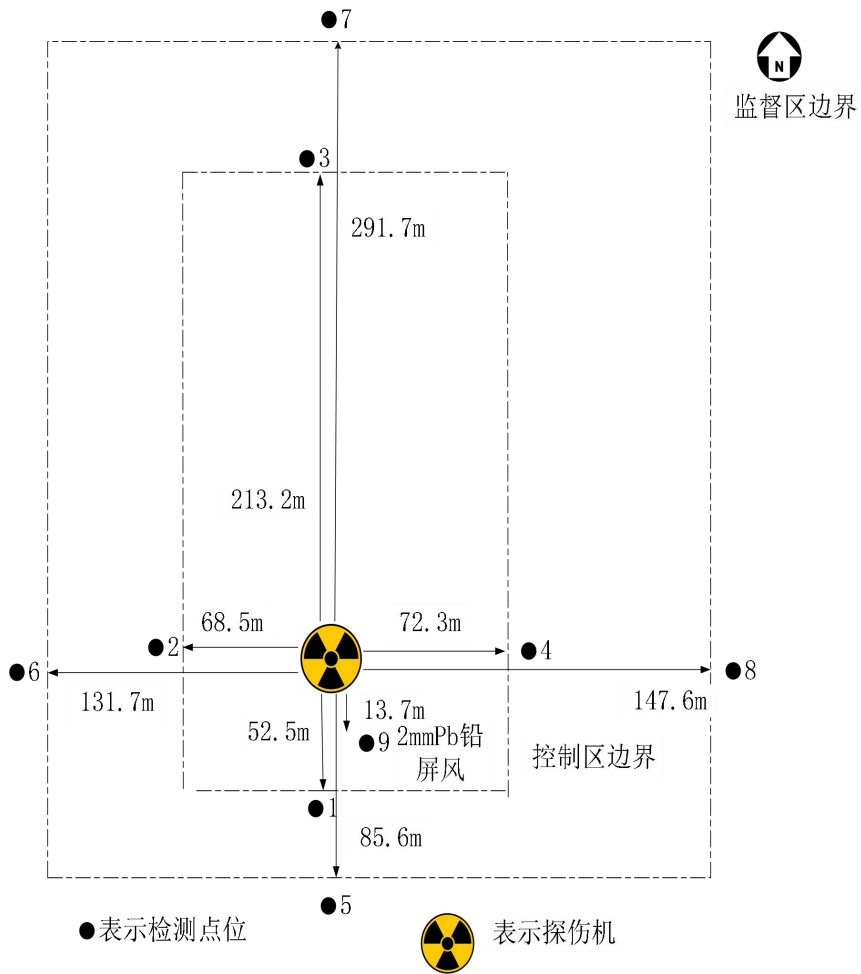 7
N
监督区边界
3
291.7m
213.2m
68.5m
72.3m
2
4
6
8
131.7m
147.6m
13.7m
52.5m
9 2mmPb铅
屏风
控制区边界
1
85.6m
5
表示检测点位
表示探伤机